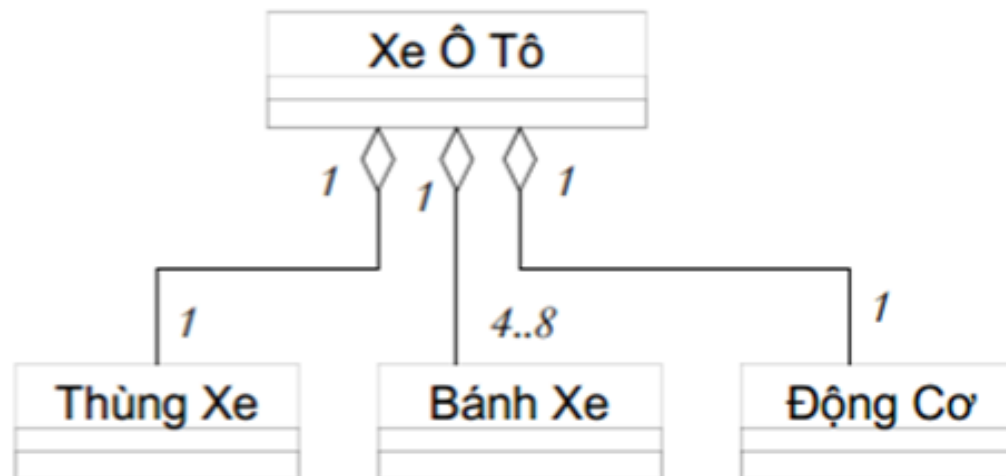 Xe Ô Tô
1
1
1
1
4..8
1
Thùng Xe
Bánh Xe
Động Cơ